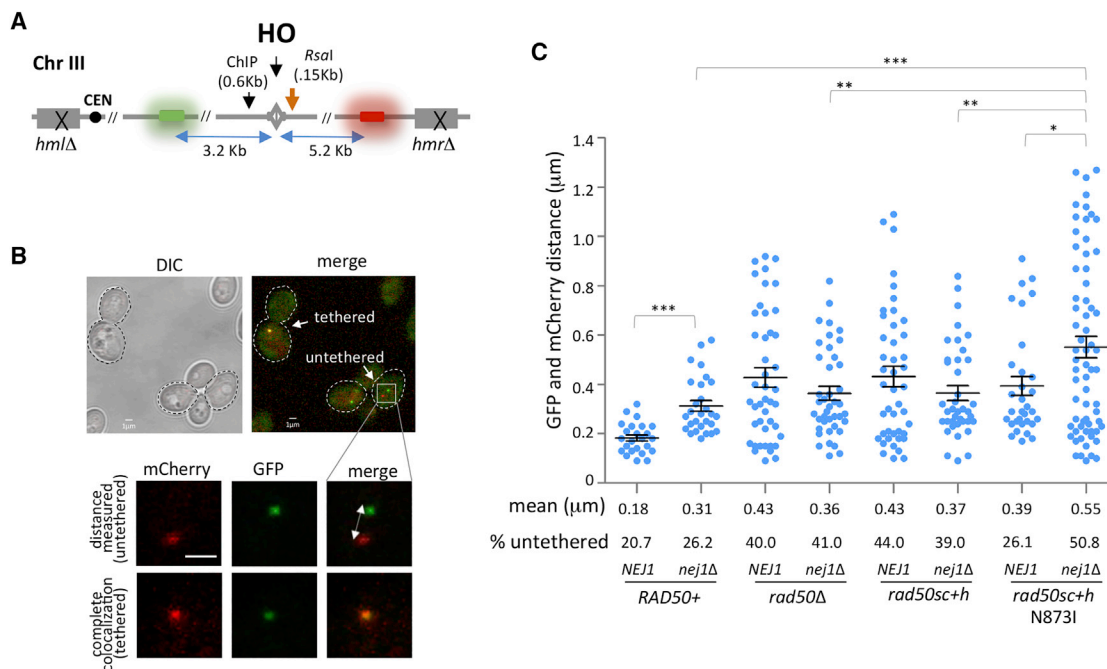 A
HO
Chr III
ChIP
(0.6Kb)
RsaI
(.15Kb)
CEN
//
//
//
hmlΔ
hmrΔ
3.2 Kb
5.2 Kb
B
DIC
merge
tethered
untethered
1μm
1μm
mCherry
GFP
merge
distance
measured
(untethered)
complete
colocalization
(tethered)
C
***
**
**
*
***
GFP and mCherry distance (μm)
1.4
1.2
1.0
0.8
0.6
0.4
0.2
0
mean (μm) 0.18 0.31 0.43 0.36 0.43 0.37 0.39 0.55
% untethered 20.7 26.2 40.0 41.0 44.0 39.0 26.1 50.8
NEJ1 nej1Δ NEJ1 nej1Δ NEJ1 nej1Δ NEJ1 nej1Δ
RAD50+ rad50Δ rad50sc+h rad50sc+h
N873I